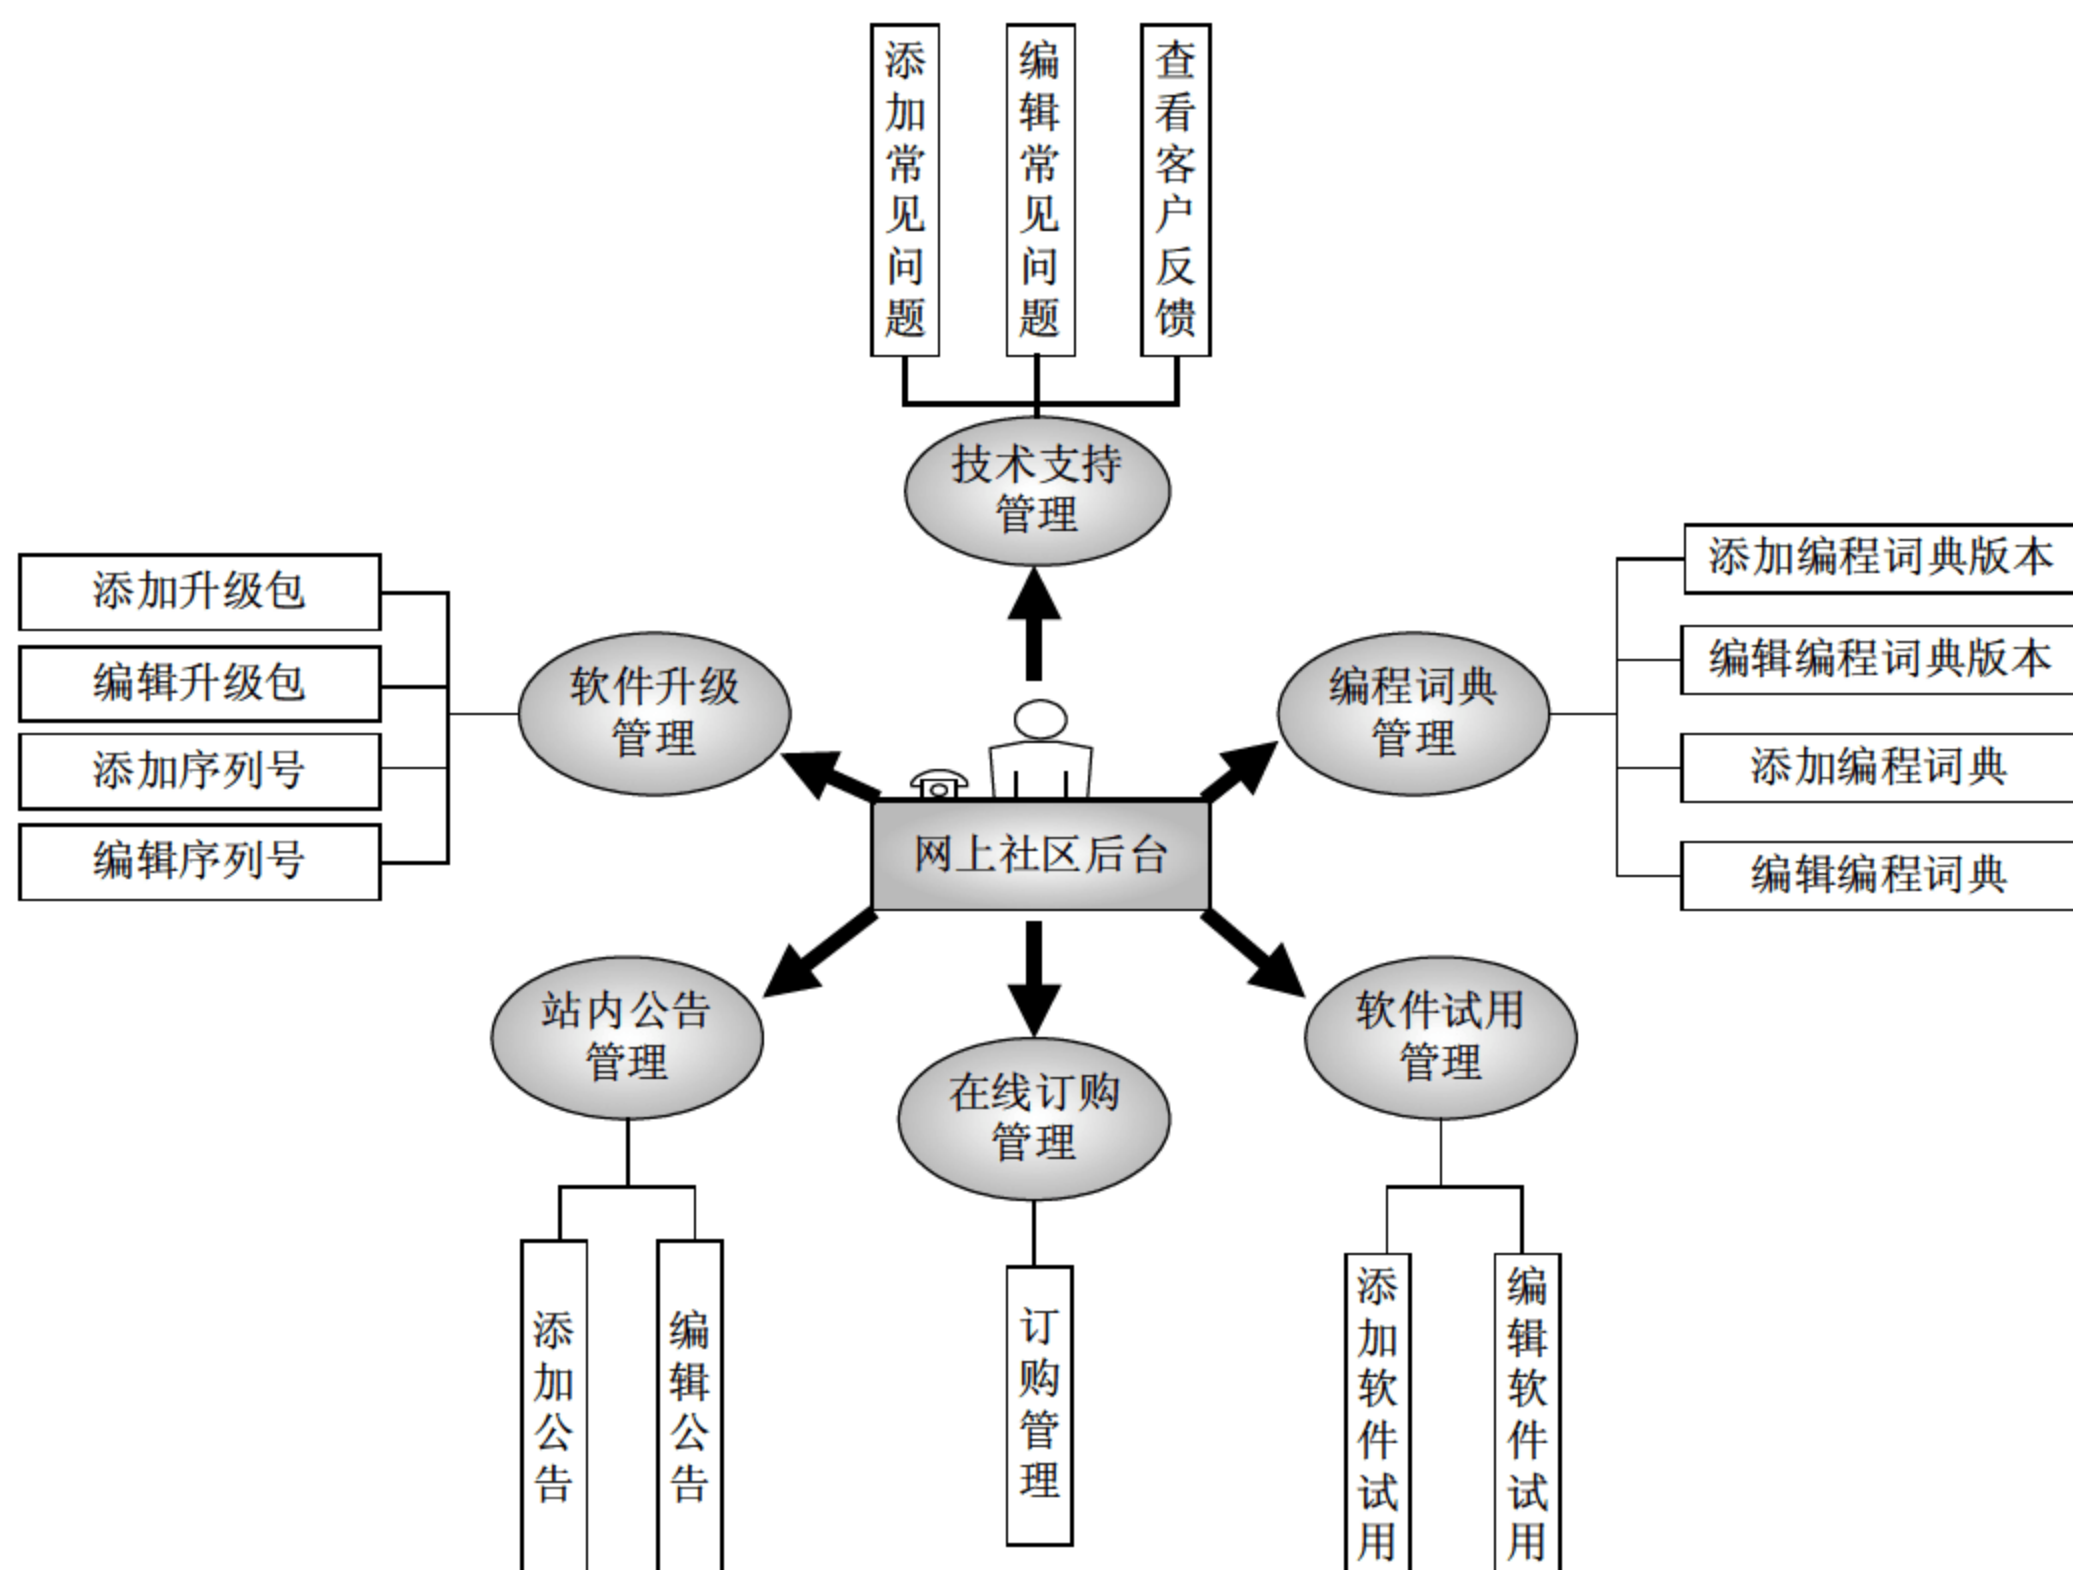 添加常见问题
编辑常见问题
查看客户反馈
技术支持
管理
添加升级包
编辑升级包
添加序列号
编辑序列号
软件升级
管理
编程词典
管理
添加编程词典版本
编辑编程词典版本
添加编程词典
编辑编程词典
网上社区后台
站内公告
管理
在线订购
管理
软件试用
管理
添加公告
编辑公告
订购管理
添加软件试用
编辑软件试用